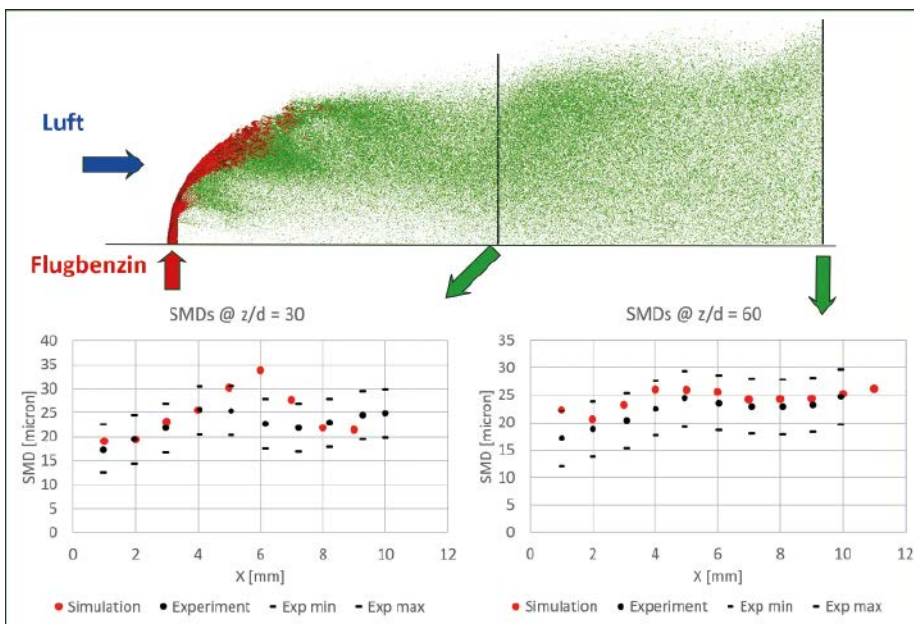 Luft
Flugbenzin
SMDs @ z/d = 30
40
35
30
25
20
15
10
5
0
SMD [micron]
0 2 4 6 8 10 12
X [mm]
Simulation Experiment Exp min Exp max
SMDs @ z/d = 60
35
30
25
20
15
10
5
0
SMD [micron]
0 2 4 6 8 10 12
X [mm]
Simulation Experiment Exp min Exp max